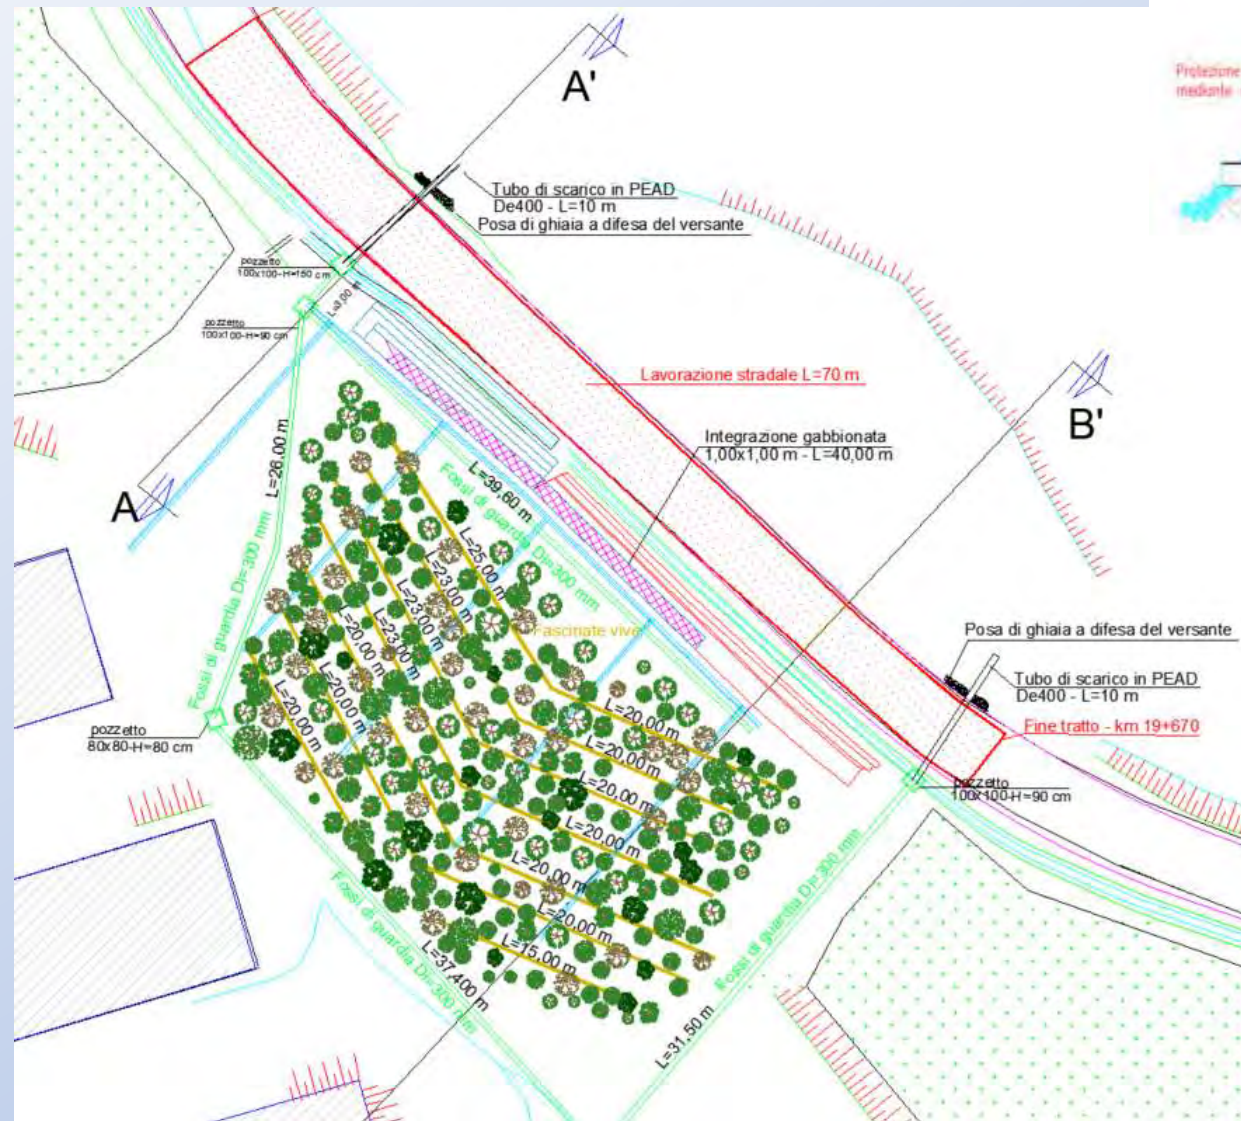 A'
Protezione
mediante
Tubo di scarico in PEAD
De400 - L=10 m
Posa di ghiaia a difesa del versante
pozzetto
100x100-H=150 cm
L=3,00 m
pozzetto
100x100-H=90 cm
Lavorazione stradale L=70 m
B'
Integrazione gabbionata
1,00x1,00 m - L=40,00 m
A
L=26,00 m
Fossi di guardia Di=300 mm
L=39,60 m
Fossi di guardia Di=300 mm
L=25,00 m
L=23,00 m
L=23,00 m
L=23,00 m
L=20,00 m
L=20,00 m
L=20,00 m
Fascinate vive
Posa di ghiaia a difesa del versante
Tubo di scarico in PEAD
De400 - L=10 m
Fine tratto - km 19+670
pozzetto
80x80-H=80 cm
pozzetto
100x100-H=90 cm
L=20,00 m
L=20,00 m
L=20,00 m
L=20,00 m
L=20,00 m
L=20,00 m
L=15,00 m
Fossi di guardia Di=300 mm
L=37,400 m
Fossi di guardia Di=300 mm
L=31,50 m